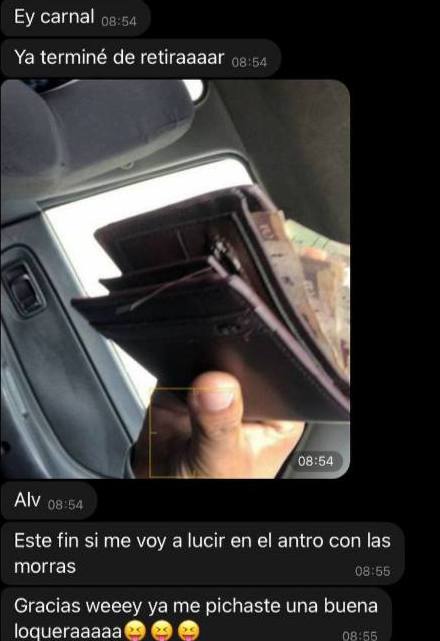 Ey carnal 08:54
Ya terminé de retiraaaar 08:54
08:54
Alv 08:54
Este fin si me voy a lucir en el antro con las
morras 08:55
Gracias weeey ya me pichaste una buena
loqueraaaaa😝😝😝 08:55